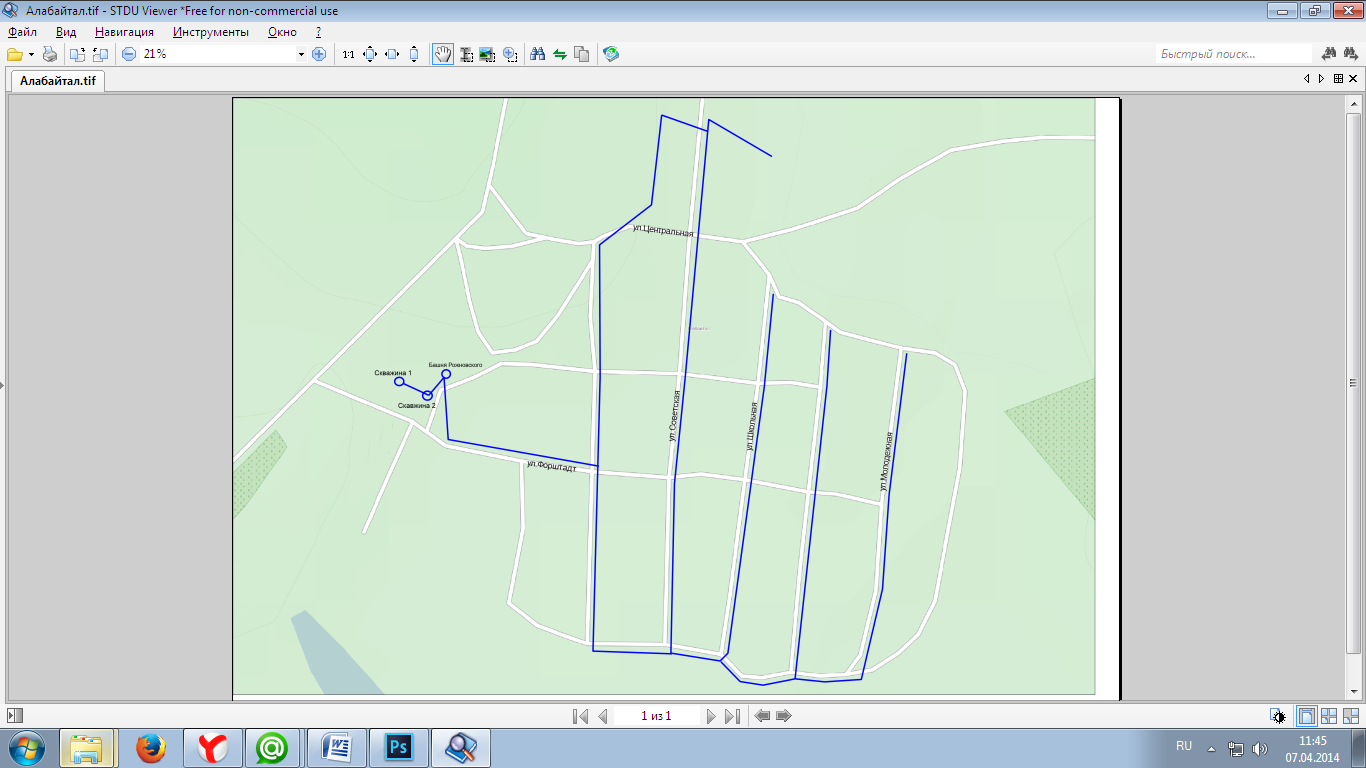 Алабайтал.tif - STDU Viewer *Free for non-commercial use
Файл Вид Навигация Инструменты Окно ?
21% 1:1 Быстрый поиск...
Алабайтал.tif
ул.Центральная
Башня Рожновского
Скважина 1
Скважина 2
ул.Советская
ул.Школьная
ул.Молодежная
ул.Форштадт
1 из 1
RU 11:45
07.04.2014